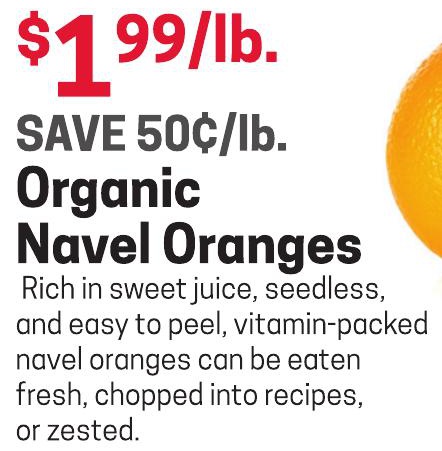 $1 99/lb.
SAVE 50¢/lb.
Organic
Navel Oranges
Rich in sweet juice, seedless,
and easy to peel, vitamin-packed
navel oranges can be eaten
fresh, chopped into recipes,
or zested.